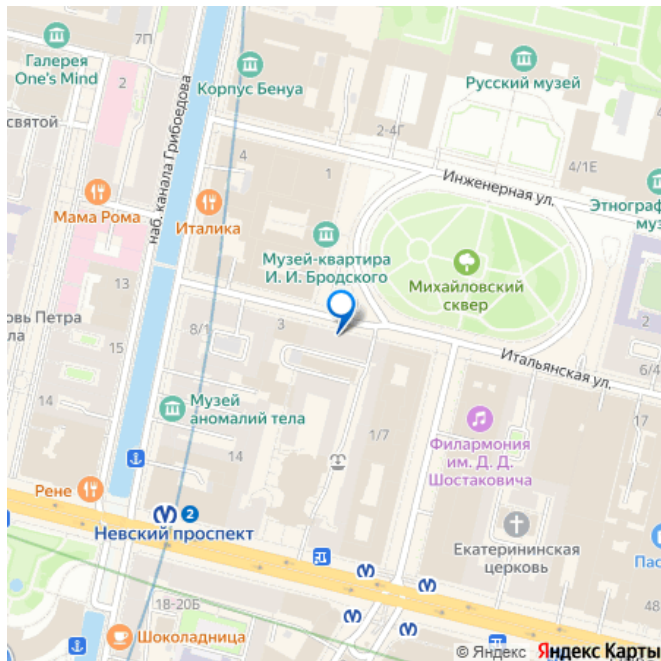 7П
Галерея
One's Mind
2
Корпус Бенуа
Русский музей
святой
2-4Г
4
1
4/1Е
Инженерная ул.
наб. канала Грибоедова
Мама Рома
Италика
Этнограф
муз
Музей-квартира
И. И. Бродского
Михайловский
сквер
13
овь Петра
ла
8/1
3
2
15
Итальянская ул.
6/4
14
Музей
аномалий тела
17
1/7
Филармония
им. Д. Д.
Шостаковича
14
Рене
2
Невский проспект
Екатерининская
церковь
Пас
18-20Б
48
Шоколадница
© Яндекс Яндекс Карты